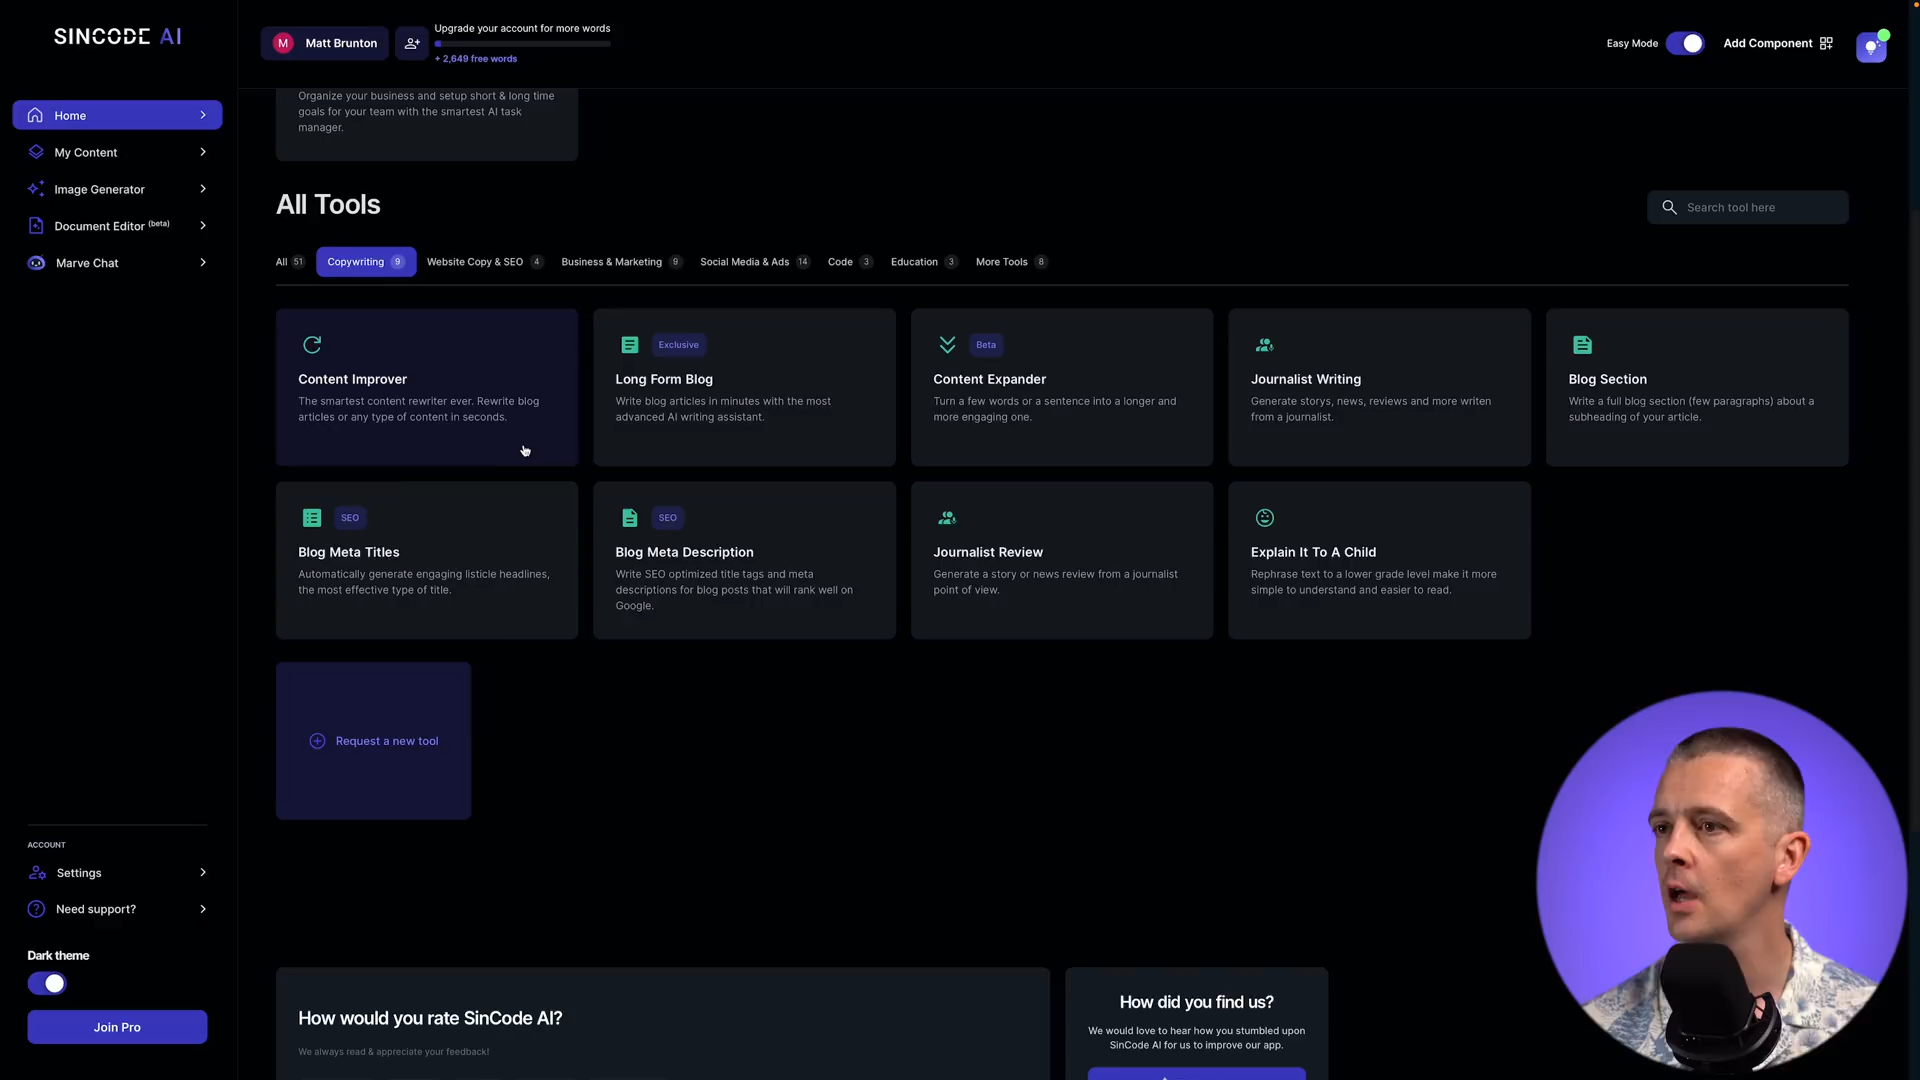 SINCODE AI
M Matt Brunton
Upgrade your account for more words
+ 2,649 free words
Easy Mode
Add Component
Home
My Content
Image Generator
Document Editor (beta)
Marve Chat
Organize your business and setup short & long time
goals for your team with the smartest AI task
manager.
All Tools
Search tool here
All 51
Copywriting 9
Website Copy & SEO 4
Business & Marketing 9
Social Media & Ads 14
Code 3
Education 3
More Tools 8
Content Improver
The smartest content rewriter ever. Rewrite blog
articles or any type of content in seconds.
Exclusive
Long Form Blog
Write blog articles in minutes with the most
advanced AI writing assistant.
Beta
Content Expander
Turn a few words or a sentence into a longer and
more engaging one.
Journalist Writing
Generate storys, news, reviews and more writen
from a journalist.
Blog Section
Write a full blog section (few paragraphs) about a
subheading of your article.
SEO
Blog Meta Titles
Automatically generate engaging listicle headlines,
the most effective type of title.
SEO
Blog Meta Description
Write SEO optimized title tags and meta
descriptions for blog posts that will rank well on
Google.
Journalist Review
Generate a story or news review from a journalist
point of view.
Explain It To A Child
Rephrase text to a lower grade level make it more
simple to understand and easier to read.
Request a new tool
ACCOUNT
Settings
Need support?
Dark theme
Join Pro
How would you rate SinCode AI?
We always read & appreciate your feedback!
How did you find us?
We would love to hear how you stumbled upon
SinCode AI for us to improve our app.